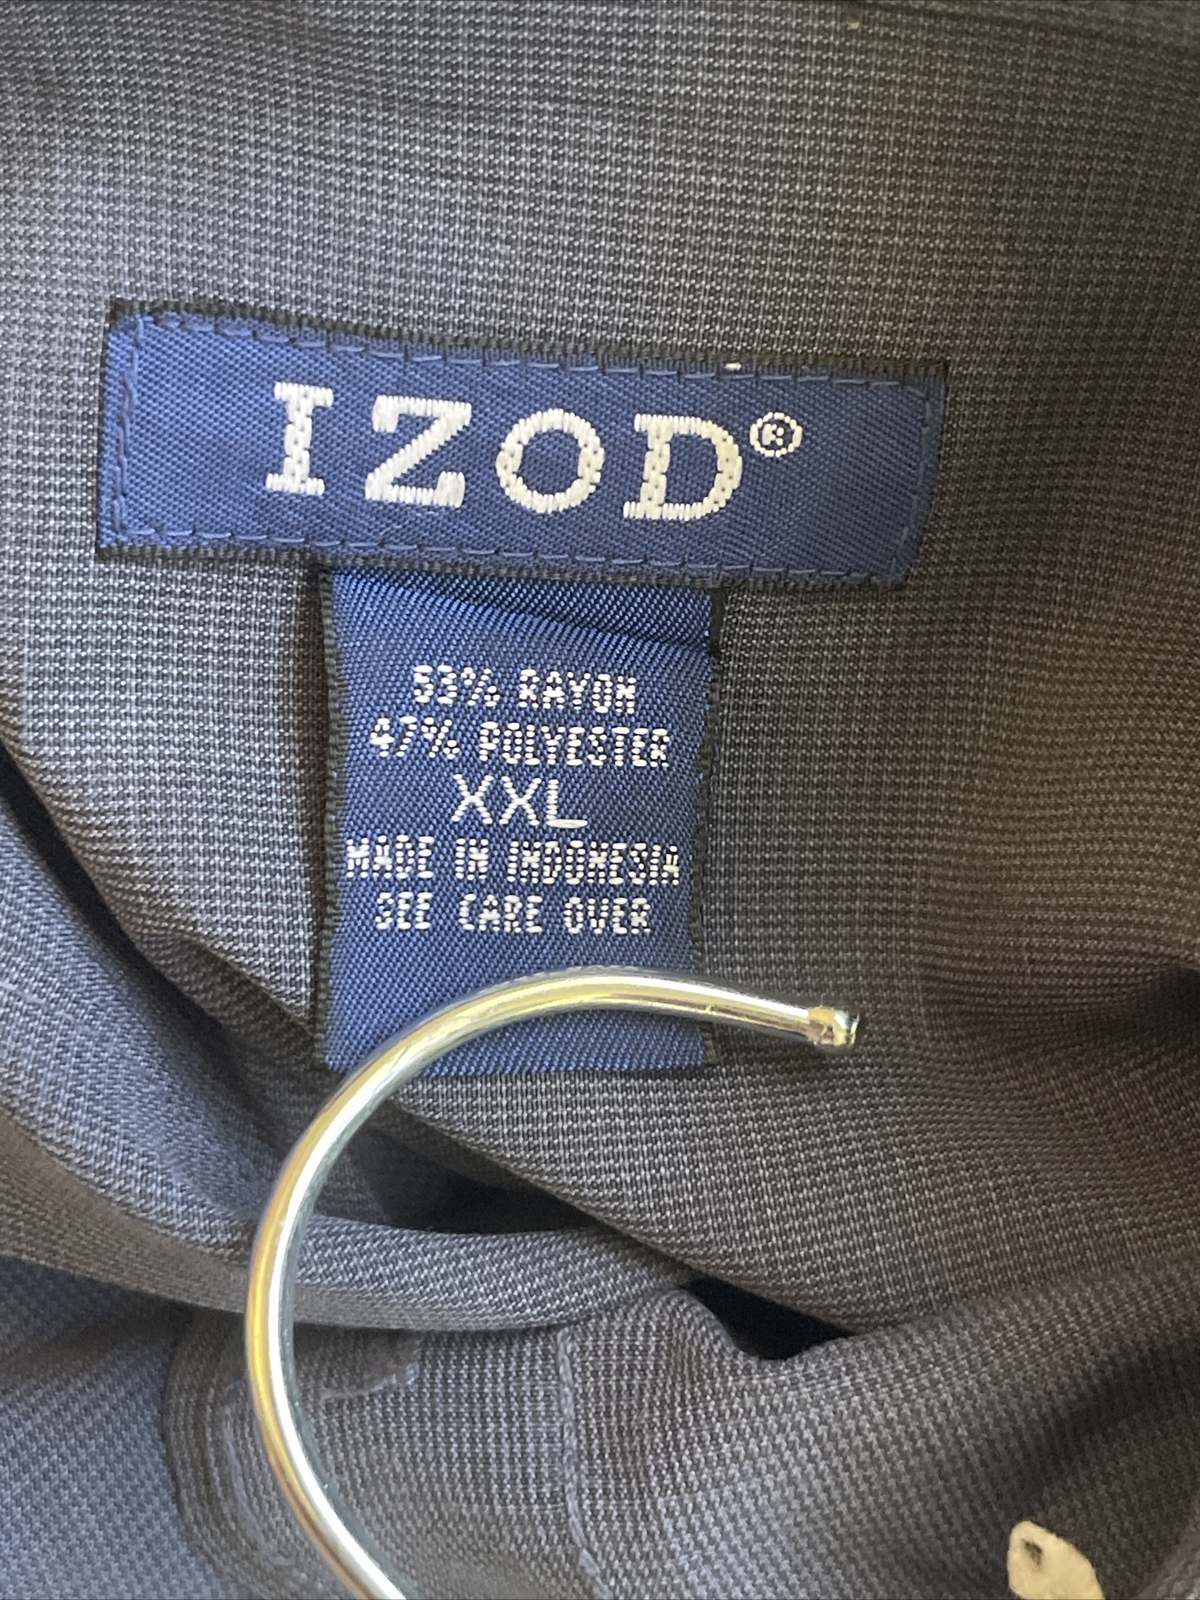 IZOD®
53% RAYON
47% POLYESTER
XXL
MADE IN INDONESIA
SEE CARE OVER